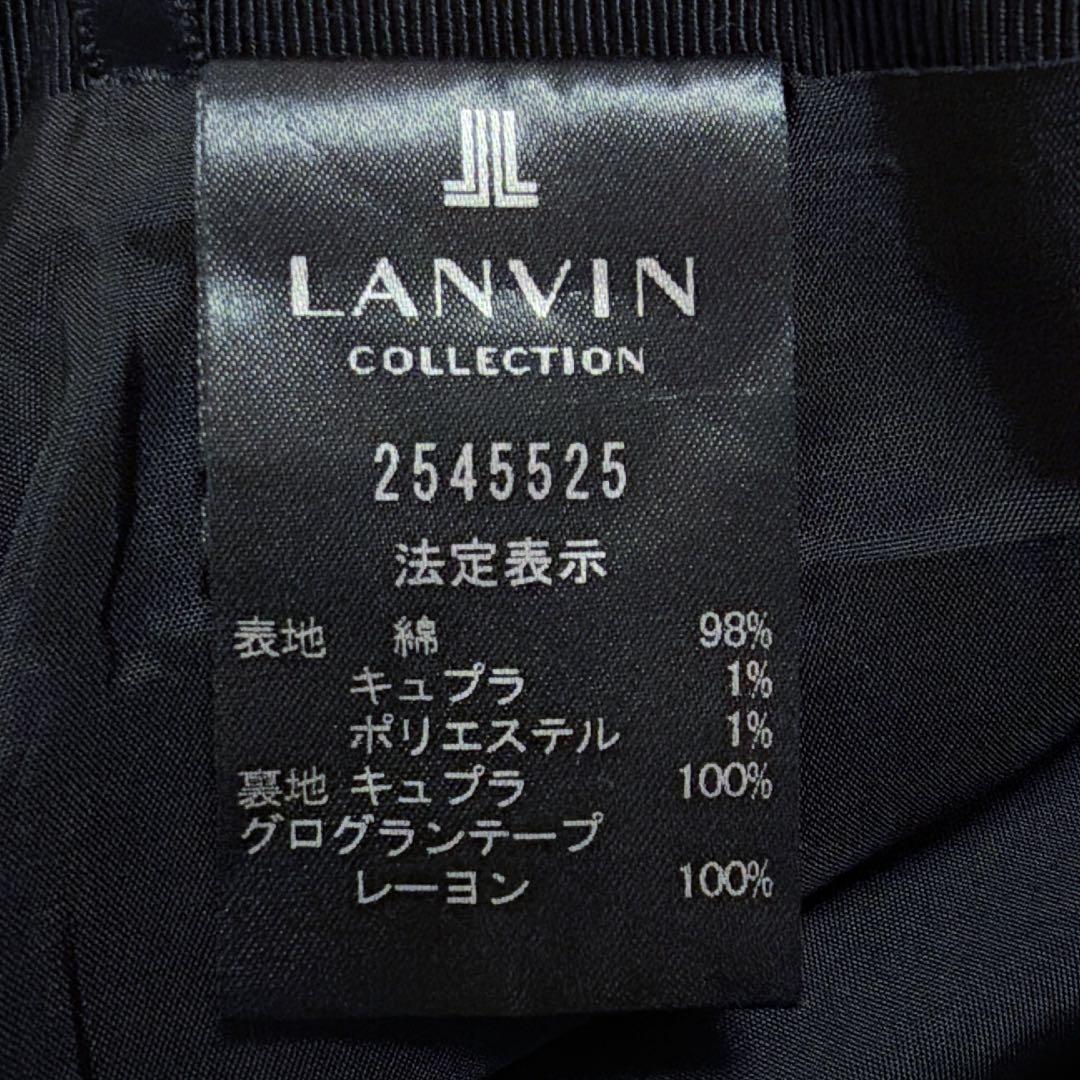 LANVIN
COLLECTION
2545525
法定表示
表地 綿 98%
キュプラ 1%
ポリエステル 1%
裏地 キュプラ 100%
グログランテープ
レーヨン 100%